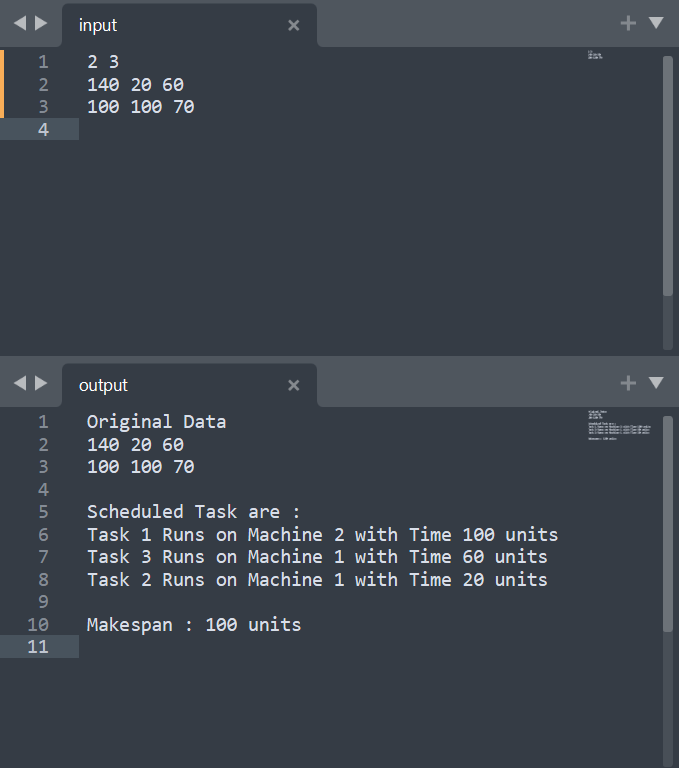 input
1 2 3
2 140 20 60
3 100 100 70
4
output
1 Original Data
2 140 20 60
3 100 100 70
4
5 Scheduled Task are :
6 Task 1 Runs on Machine 2 with Time 100 units
7 Task 3 Runs on Machine 1 with Time 60 units
8 Task 2 Runs on Machine 1 with Time 20 units
9
10 Makespan : 100 units
11